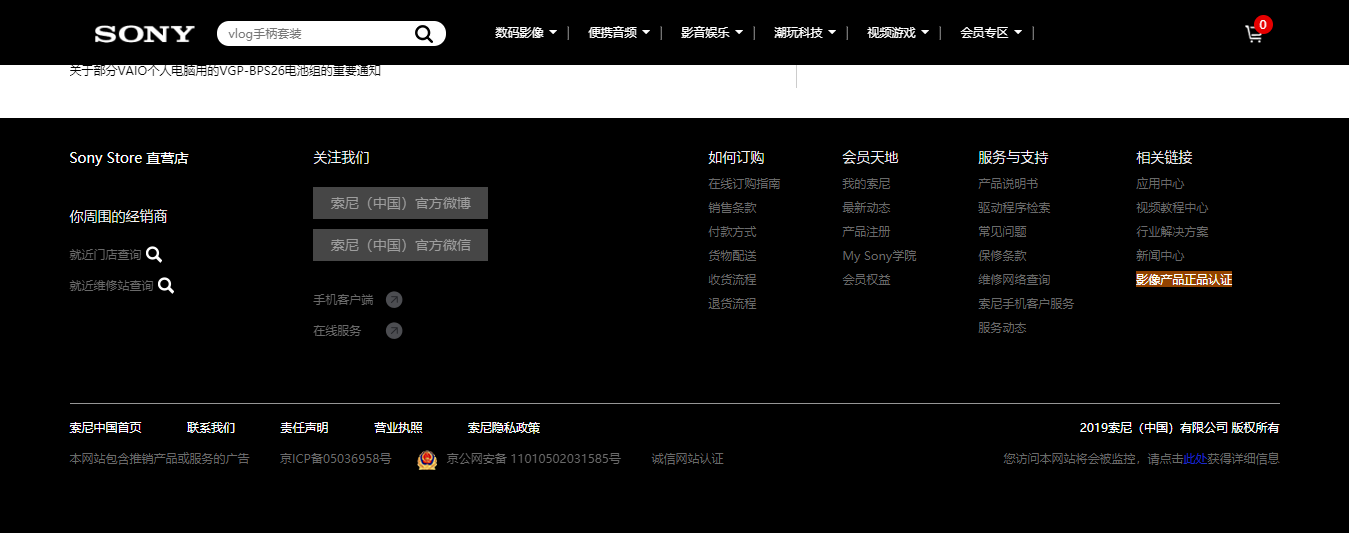 SONY
vlog手柄套装
数码影像 | 便携音频 | 影音娱乐 | 潮玩科技 | 视频游戏 | 会员专区 |
0
关于部分VAIO个人电脑用的VGP-BPS26电池组的重要通知
Sony Store 直营店
你周围的经销商
就近门店查询
就近维修站查询
关注我们
索尼（中国）官方微博
索尼（中国）官方微信
手机客户端
在线服务
如何订购
在线订购指南
销售条款
付款方式
货物配送
收货流程
退货流程
会员天地
我的索尼
最新动态
产品注册
My Sony学院
会员权益
服务与支持
产品说明书
驱动程序检索
常见问题
保修条款
维修网络查询
索尼手机客户服务
服务动态
相关链接
应用中心
视频教程中心
行业解决方案
新闻中心
影像产品正品认证
索尼中国首页 联系我们 责任声明 营业执照 索尼隐私政策
2019索尼（中国）有限公司 版权所有
本网站包含推销产品或服务的广告 京ICP备05036958号 京公网安备 11010502031585号 诚信网站认证
您访问本网站将会被监控，请点击此处获得详细信息